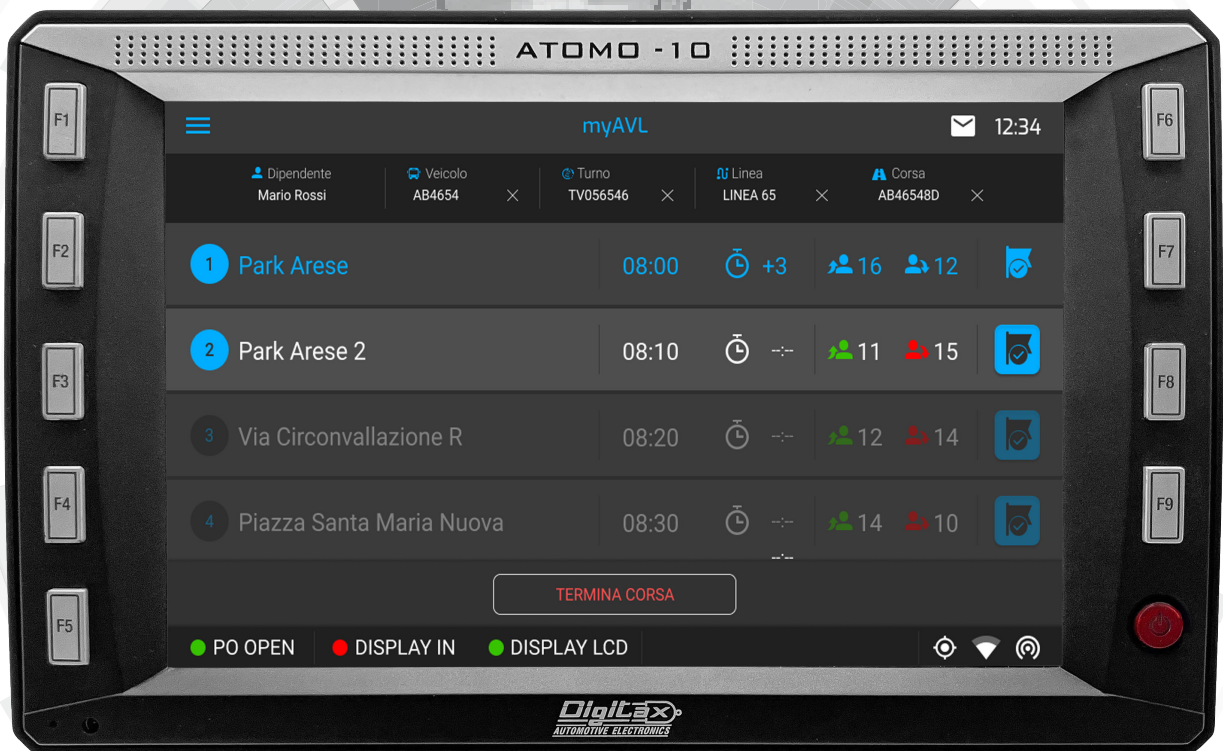 ATOMO -10
F1
F2
F3
F4
F5
F6
F7
F8
F9
myAVL
12:34
Dipendente
Mario Rossi
Veicolo
AB4654
Turno
TV056546
Linea
LINEA 65
Corsa
AB46548D
1 Park Arese 08:00 +3 16 12
2 Park Arese 2 08:10 --:-- 11 15
3 Via Circonvallazione R 08:20 --:-- 12 14
4 Piazza Santa Maria Nuova 08:30 --:-- 14 10
--:--
TERMINA CORSA
PO OPEN DISPLAY IN DISPLAY LCD
Digitax
AUTOMOTIVE ELECTRONICS